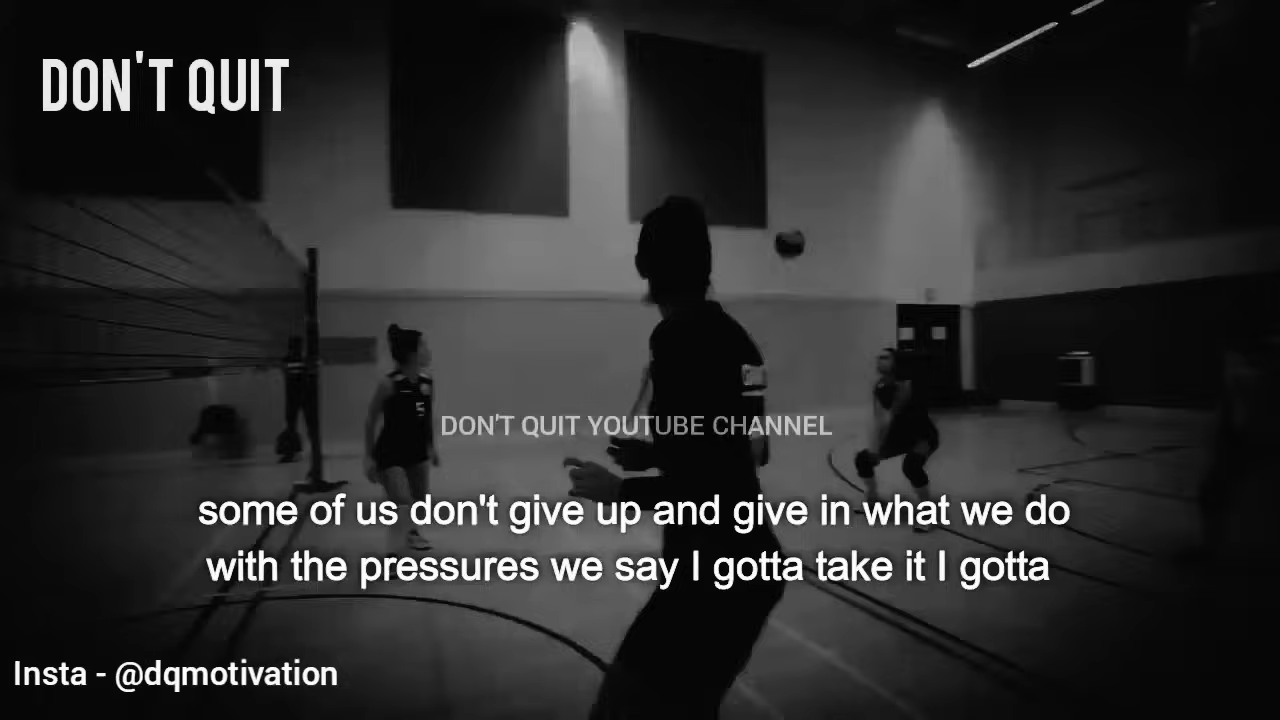 DON'T QUIT
DON'T QUIT YOUTUBE CHANNEL
some of us don't give up and give in what we do
with the pressures we say I gotta take it I gotta
Insta - @dqmotivation